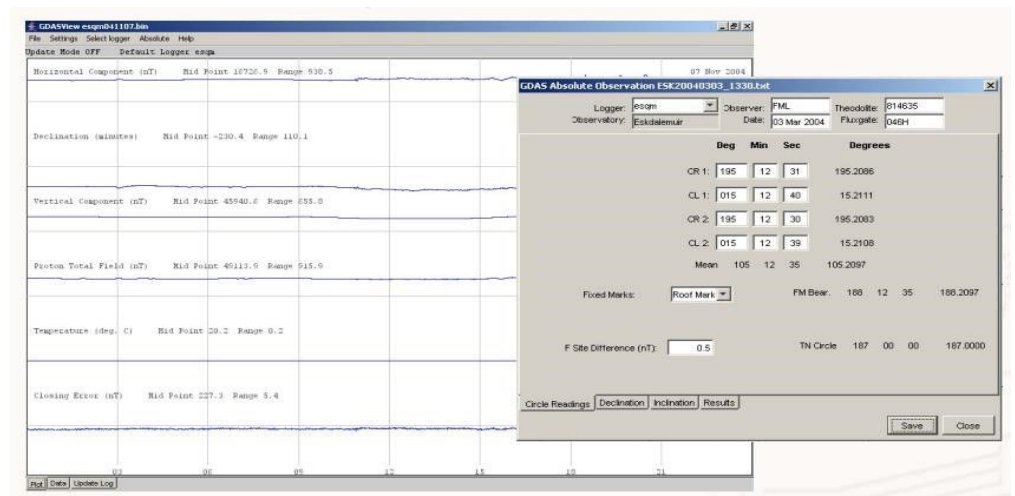 GDASView esqm041107.bin
File Settings Select logger Absolute Help
Update Mode OFF Default Logger esqm
Horizontal Component (nT) Mid Point 16726.9 Range 930.5
07 Nov 2004
Declination (minutes) Mid Point -230.4 Range 110.1
Vertical Component (nT) Mid Point 45940.6 Range 855.8
Proton Total Field (nT) Mid Point 49113.9 Range 915.9
Temperature (deg. C) Mid Point 20.2 Range 0.2
Closing Error (nT) Mid Point 227.3 Range 5.4
03 06 09 12 15 18 21
Plot Data Update Log
GDAS Absolute Observation ESK20040303_1330.txt
Logger: esqm Observer: FML Theodolite: 814635
Observatory: Eskdalemuir Date: 03 Mar 2004 Fluxgate: 046H
Deg Min Sec Degrees
CR 1: 195 12 31 195.2086
CL 1: 015 12 40 15.2111
CR 2: 195 12 30 195.2083
CL 2: 015 12 39 15.2108
Mean 105 12 35 105.2097
Fixed Marks: Roof Mark FM Bear. 188 12 35 188.2097
F Site Difference (nT): 0.5 TN Circle 187 00 00 187.0000
Circle Readings Declination Inclination Results
Save Close